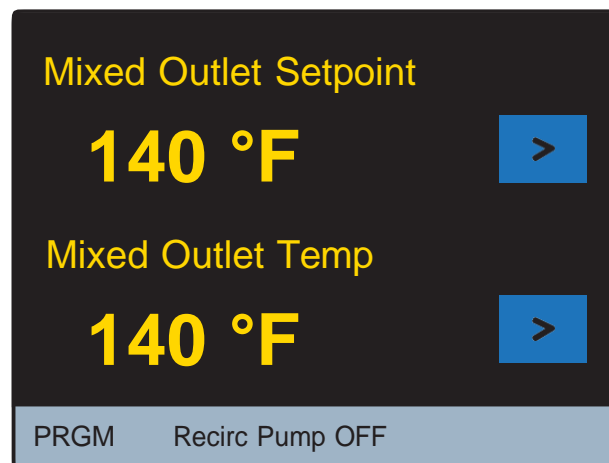 Mixed Outlet Setpoint
140 °F >
Mixed Outlet Temp
140 °F >
PRGM Recirc Pump OFF